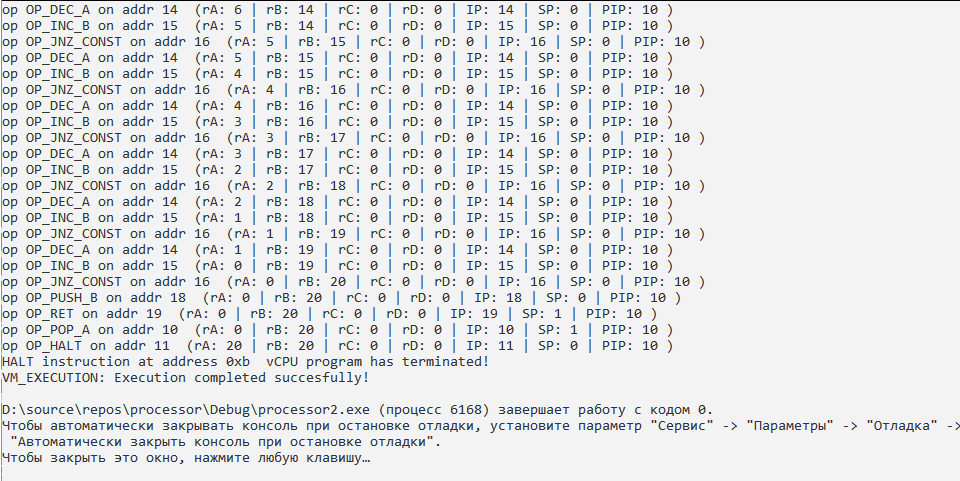 op OP_DEC_A on addr 14  (rA: 6 | rB: 14 | rC: 0 | rD: 0 | IP: 14 | SP: 0 | PIP: 10 )
op OP_INC_B on addr 15  (rA: 5 | rB: 14 | rC: 0 | rD: 0 | IP: 15 | SP: 0 | PIP: 10 )
op OP_JNZ_CONST on addr 16  (rA: 5 | rB: 15 | rC: 0 | rD: 0 | IP: 16 | SP: 0 | PIP: 10 )
op OP_DEC_A on addr 14  (rA: 5 | rB: 15 | rC: 0 | rD: 0 | IP: 14 | SP: 0 | PIP: 10 )
op OP_INC_B on addr 15  (rA: 4 | rB: 15 | rC: 0 | rD: 0 | IP: 15 | SP: 0 | PIP: 10 )
op OP_JNZ_CONST on addr 16  (rA: 4 | rB: 16 | rC: 0 | rD: 0 | IP: 16 | SP: 0 | PIP: 10 )
op OP_DEC_A on addr 14  (rA: 4 | rB: 16 | rC: 0 | rD: 0 | IP: 14 | SP: 0 | PIP: 10 )
op OP_INC_B on addr 15  (rA: 3 | rB: 16 | rC: 0 | rD: 0 | IP: 15 | SP: 0 | PIP: 10 )
op OP_JNZ_CONST on addr 16  (rA: 3 | rB: 17 | rC: 0 | rD: 0 | IP: 16 | SP: 0 | PIP: 10 )
op OP_DEC_A on addr 14  (rA: 3 | rB: 17 | rC: 0 | rD: 0 | IP: 14 | SP: 0 | PIP: 10 )
op OP_INC_B on addr 15  (rA: 2 | rB: 17 | rC: 0 | rD: 0 | IP: 15 | SP: 0 | PIP: 10 )
op OP_JNZ_CONST on addr 16  (rA: 2 | rB: 18 | rC: 0 | rD: 0 | IP: 16 | SP: 0 | PIP: 10 )
op OP_DEC_A on addr 14  (rA: 2 | rB: 18 | rC: 0 | rD: 0 | IP: 14 | SP: 0 | PIP: 10 )
op OP_INC_B on addr 15  (rA: 1 | rB: 18 | rC: 0 | rD: 0 | IP: 15 | SP: 0 | PIP: 10 )
op OP_JNZ_CONST on addr 16  (rA: 1 | rB: 19 | rC: 0 | rD: 0 | IP: 16 | SP: 0 | PIP: 10 )
op OP_DEC_A on addr 14  (rA: 1 | rB: 19 | rC: 0 | rD: 0 | IP: 14 | SP: 0 | PIP: 10 )
op OP_INC_B on addr 15  (rA: 0 | rB: 19 | rC: 0 | rD: 0 | IP: 15 | SP: 0 | PIP: 10 )
op OP_JNZ_CONST on addr 16  (rA: 0 | rB: 20 | rC: 0 | rD: 0 | IP: 16 | SP: 0 | PIP: 10 )
op OP_PUSH_B on addr 18  (rA: 0 | rB: 20 | rC: 0 | rD: 0 | IP: 18 | SP: 0 | PIP: 10 )
op OP_RET on addr 19  (rA: 0 | rB: 20 | rC: 0 | rD: 0 | IP: 19 | SP: 1 | PIP: 10 )
op OP_POP_A on addr 10  (rA: 0 | rB: 20 | rC: 0 | rD: 0 | IP: 10 | SP: 1 | PIP: 10 )
op OP_HALT on addr 11  (rA: 20 | rB: 20 | rC: 0 | rD: 0 | IP: 11 | SP: 0 | PIP: 10 )
HALT instruction at address 0xb  vCPU program has terminated!
VM_EXECUTION: Execution completed succesfully!
D:\source\repos\processor\Debug\processor2.exe (процесс 6168) завершает работу с кодом 0.
Чтобы автоматически закрывать консоль при остановке отладки, установите параметр "Сервис" -> "Параметры" -> "Отладка" ->
"Автоматически закрыть консоль при остановке отладки".
Чтобы закрыть это окно, нажмите любую клавишу…